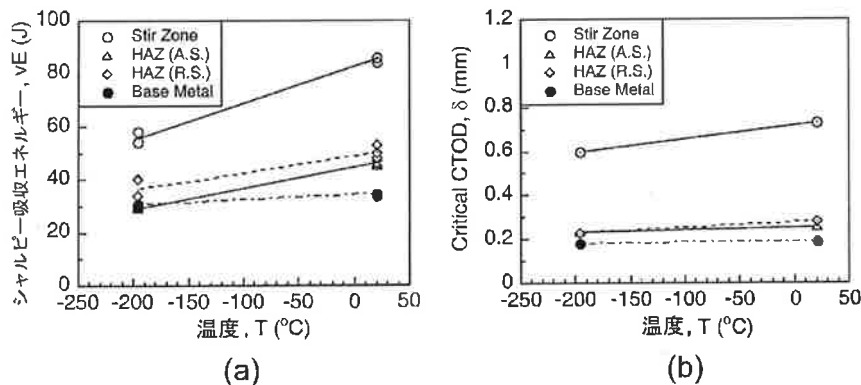 シャルピー吸収エネルギー, vE (J)
100
80
60
40
20
0
Stir Zone
HAZ (A.S.)
HAZ (R.S.)
Base Metal
-250 -200 -150 -100 -50 0 50
温度, T (°C)
(a)
Critical CTOD, δ (mm)
1.2
1
0.8
0.6
0.4
0.2
0
Stir Zone
HAZ (A.S.)
HAZ (R.S.)
Base Metal
-250 -200 -150 -100 -50 0 50
温度, T (°C)
(b)